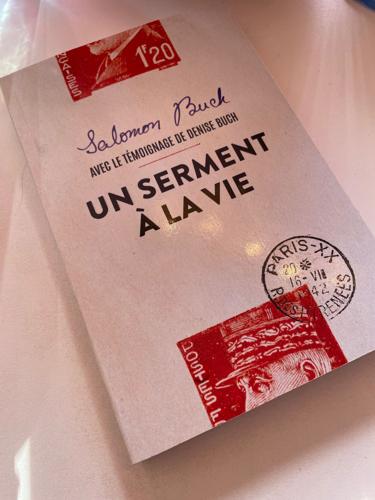 1F20
Salomon Buch
AVEC LE TÉMOIGNAGE DE DENISE BUCH
UN SERMENT
À LA VIE
PARIS-XX
20 *
16-VII
42
POSTES F